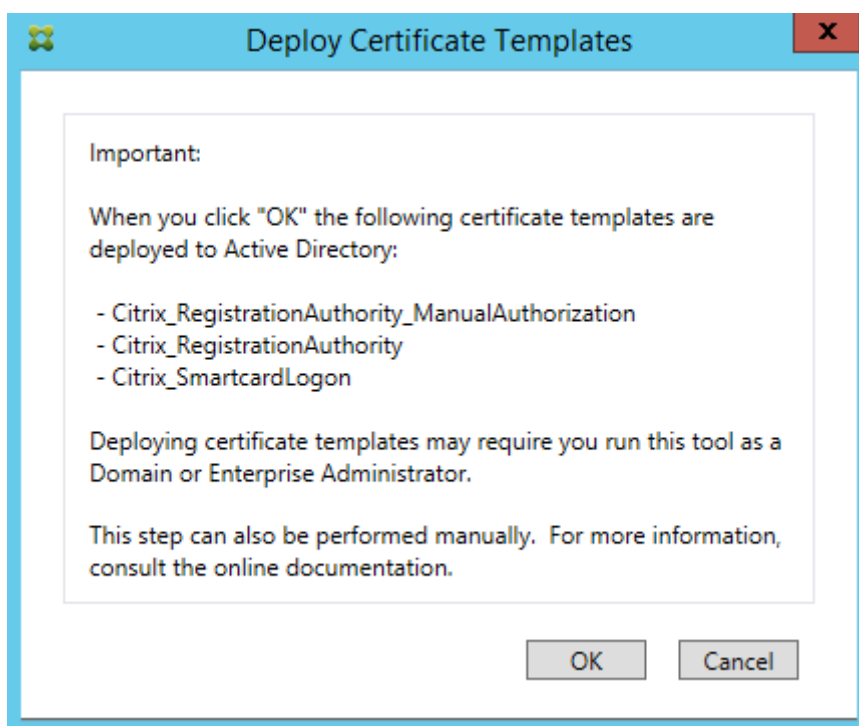 Deploy Certificate Templates
x
Important:
When you click "OK" the following certificate templates are
deployed to Active Directory:
- Citrix_RegistrationAuthority_ManualAuthorization
- Citrix_RegistrationAuthority
- Citrix_SmartcardLogon
Deploying certificate templates may require you run this tool as a
Domain or Enterprise Administrator.
This step can also be performed manually.  For more information,
consult the online documentation.
OK
Cancel